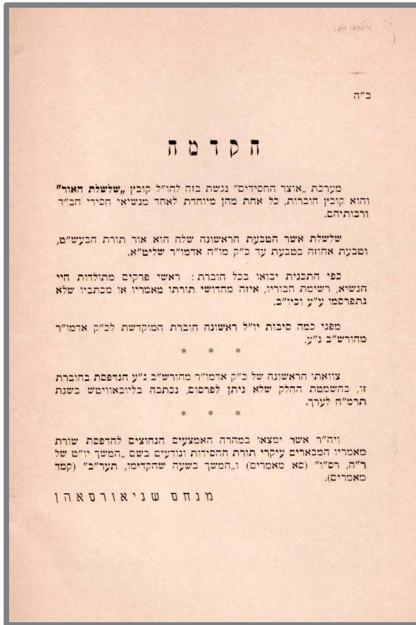 ב"ה
הקדמה
מערכת „אוצר החסידים" נגשת בזה להו"ל קובץ „שלשלת האור"
והוא קובץ חוברות, כל אחת מהן מיוחדת לאחד מנשיאי חסידי חב"ד
ורבותיהם.
שלשלת אשר הטבעת הראשונה שלה הוא אור תורת הבעש"ט,
וטבעת אחוזה בטבעת עד כ"ק מו"ח אדמו"ר שליט"א.
כפי התכנית יבואו בכל חוברת: ראשי פרקים מתולדות חיי
הנשיא, רשימת חבוריו, איזה מחדושי תורתו מאמריו או מכתביו שלא
נתפרסמו ע"ע וכיו"ב.
מפני כמה סיבות יו"ל ראשונה חוברת המוקדשת לכ"ק אדמו"ר
מהורש"ב נ"ע.
* * *
צוואתו הראשונה של כ"ק אדמו"ר מהורש"ב נ"ע הנדפסת בחוברת
זו, בהשמטת החלק שלא ניתן לפרסום, נכתבה בליובאוויטש בשנת
תרמ"ח לערך.
* * *
ויה"ר אשר ימצאו במהרה האמצעים הנחוצים להדפסת שורת
מאמריו המבארים עיקרי תורת החסידות ונודעים בשם „המשך יו"ט של
ר"ה, רס"ו" (סא מאמרים) ו„המשך בשעה שהקדימו, תער"ב" (קמד
מאמרים).
מנחם שניאורסאהן